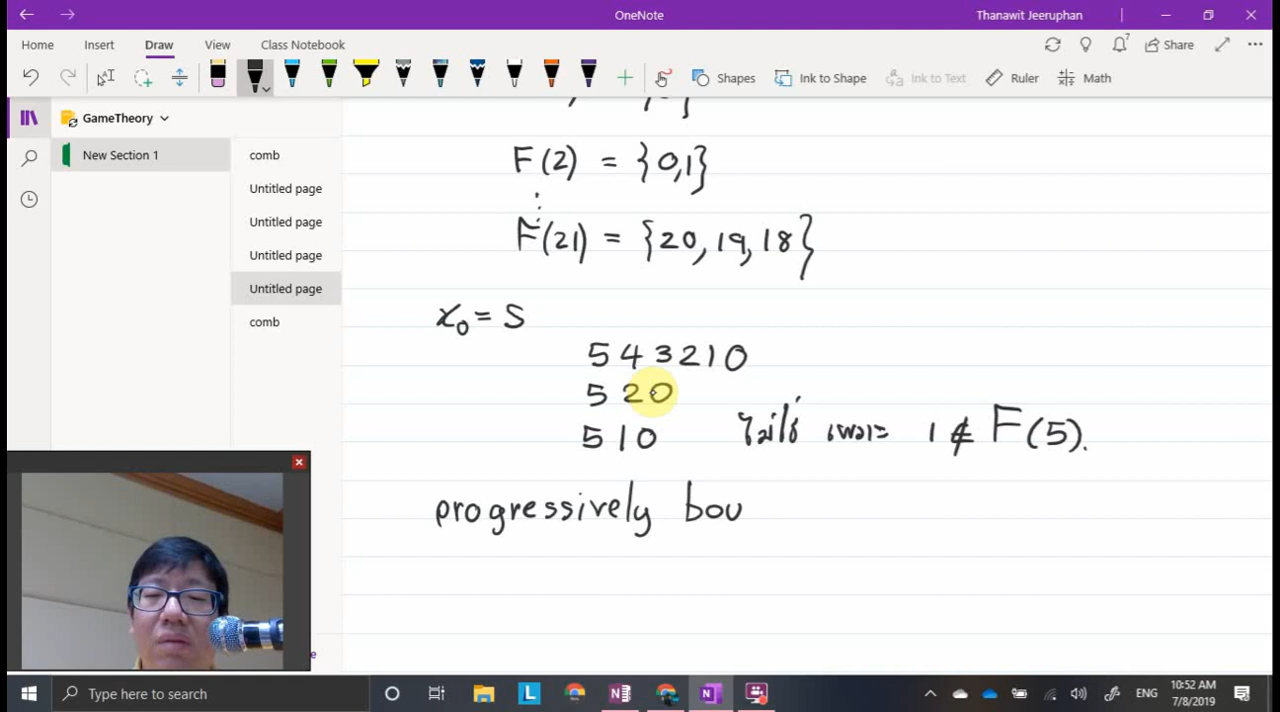 OneNote
Thanawit Jeeruphan
Home Insert Draw View Class Notebook
Share
Shapes Ink to Shape Ink to Text Ruler Math
GameTheory
New Section 1
comb
Untitled page
Untitled page
Untitled page
Untitled page
comb
F(2) = {0,1}
⋮
F(21) = {20, 19, 18}
x₀ = 5
5 4 3 2 1 0
5 2 0
5 1 0 ไม่ได้ เพราะ 1 ∉ F(5).
progressively bou
Type here to search
L
N
ENG
10:52 AM
7/8/2019